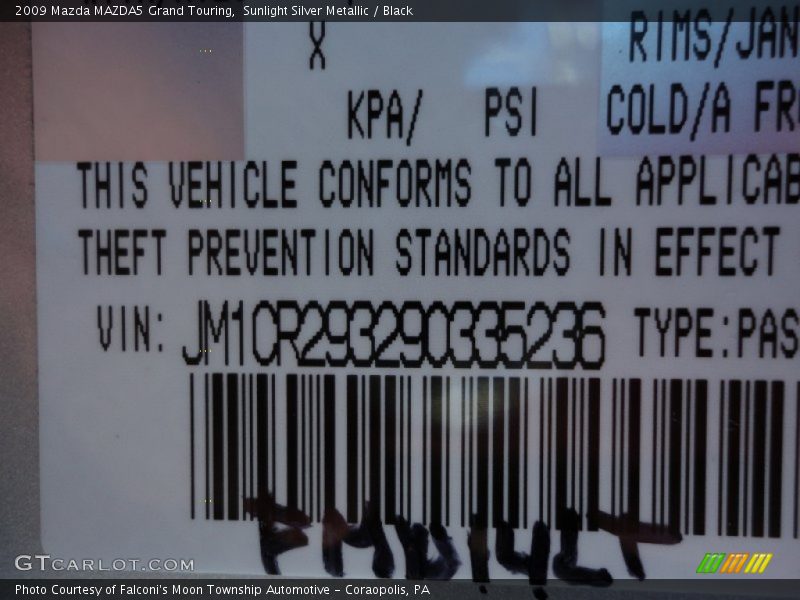 2009 Mazda MAZDA5 Grand Touring, Sunlight Silver Metallic / Black
X
RIMS/JAN
KPA/ PSI COLD/A FR
THIS VEHICLE CONFORMS TO ALL APPLICAB
THEFT PREVENTION STANDARDS IN EFFECT
VIN: JM1CR293290335236 TYPE:PAS
GTCARLOT.COM
Photo Courtesy of Falconi's Moon Township Automotive - Coraopolis, PA